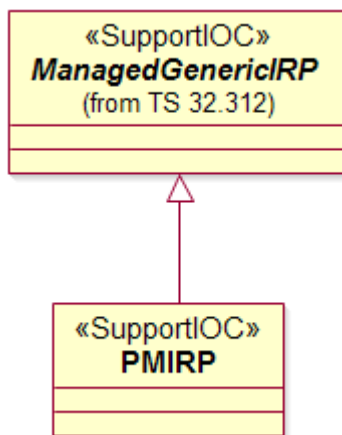 «SupportIOC»
ManagedGenericIRP
(from TS 32.312)
«SupportIOC»
PMIRP